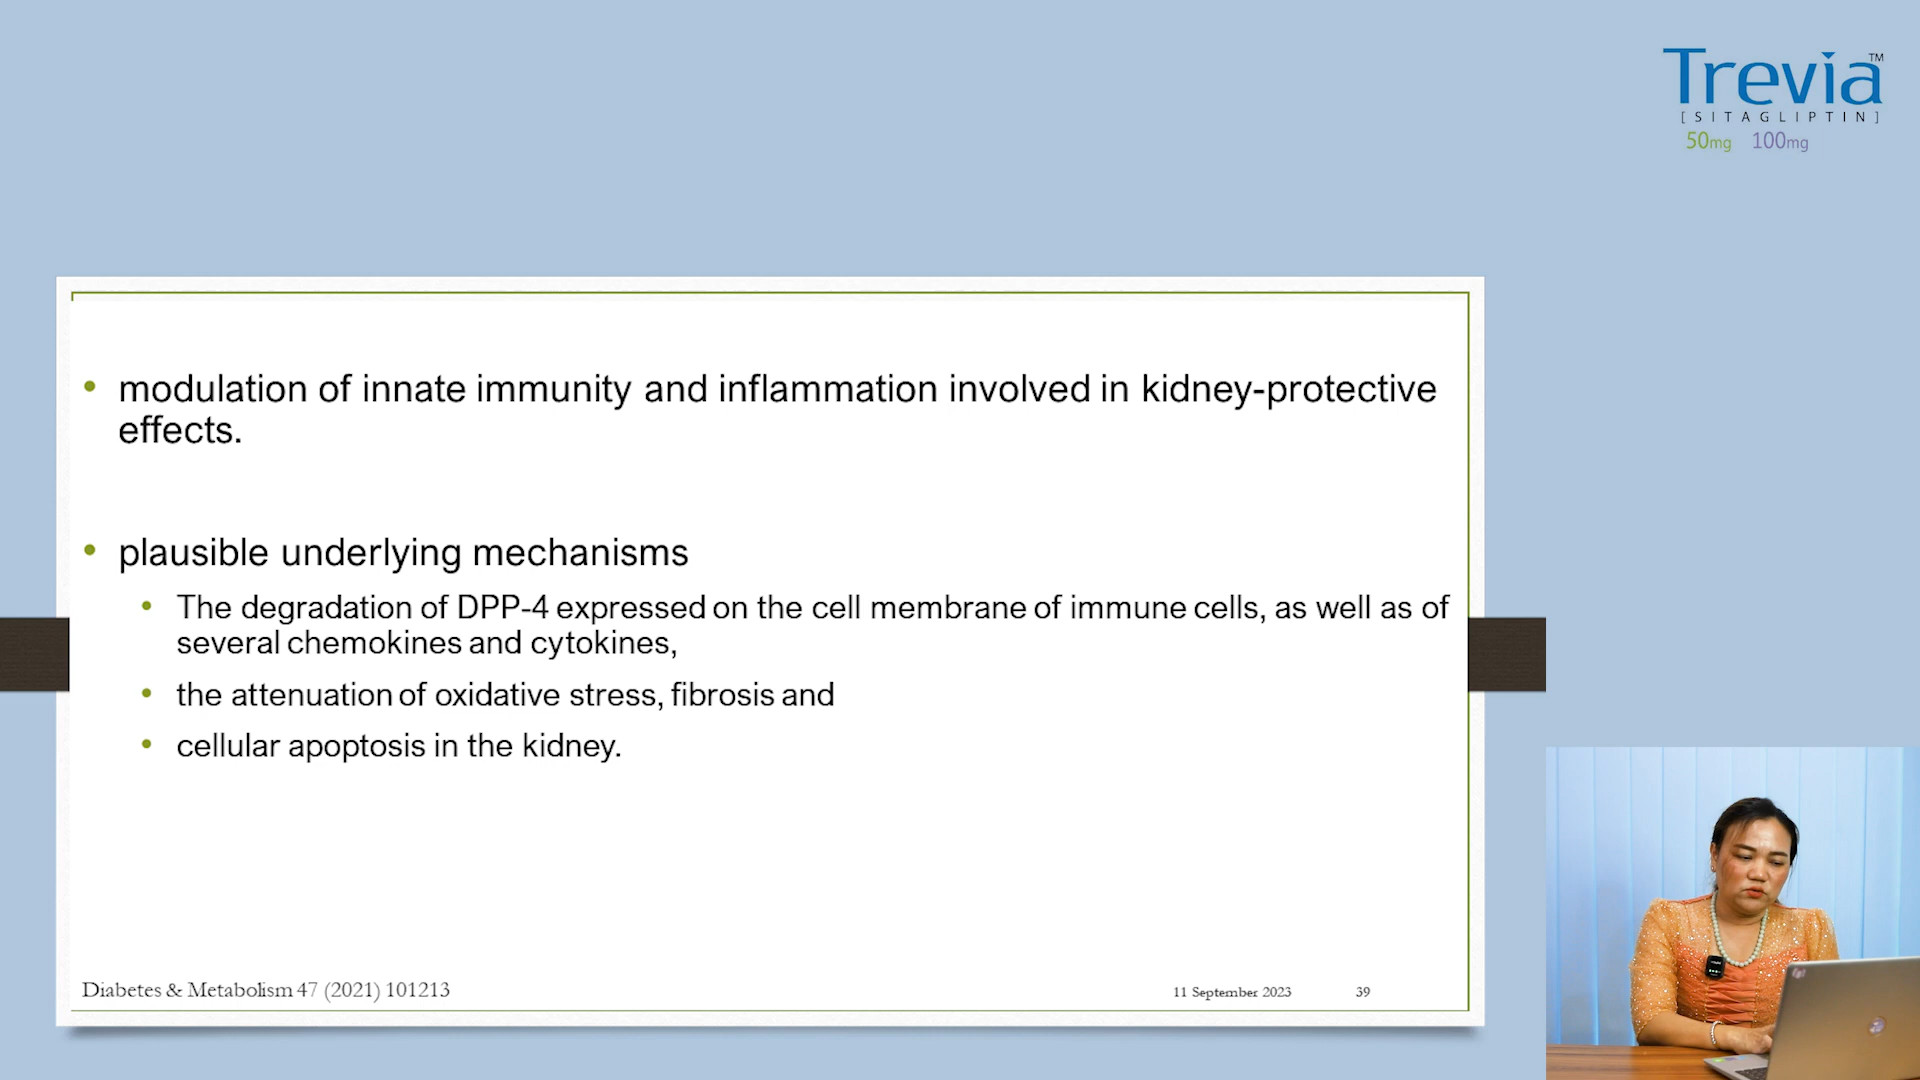 Trevia™
[SITAGLIPTIN]
50mg 100mg
• modulation of innate immunity and inflammation involved in kidney-protective
effects.
• plausible underlying mechanisms
• The degradation of DPP-4 expressed on the cell membrane of immune cells, as well as of
several chemokines and cytokines,
• the attenuation of oxidative stress, fibrosis and
• cellular apoptosis in the kidney.
Diabetes & Metabolism 47 (2021) 101213
11 September 2023
39